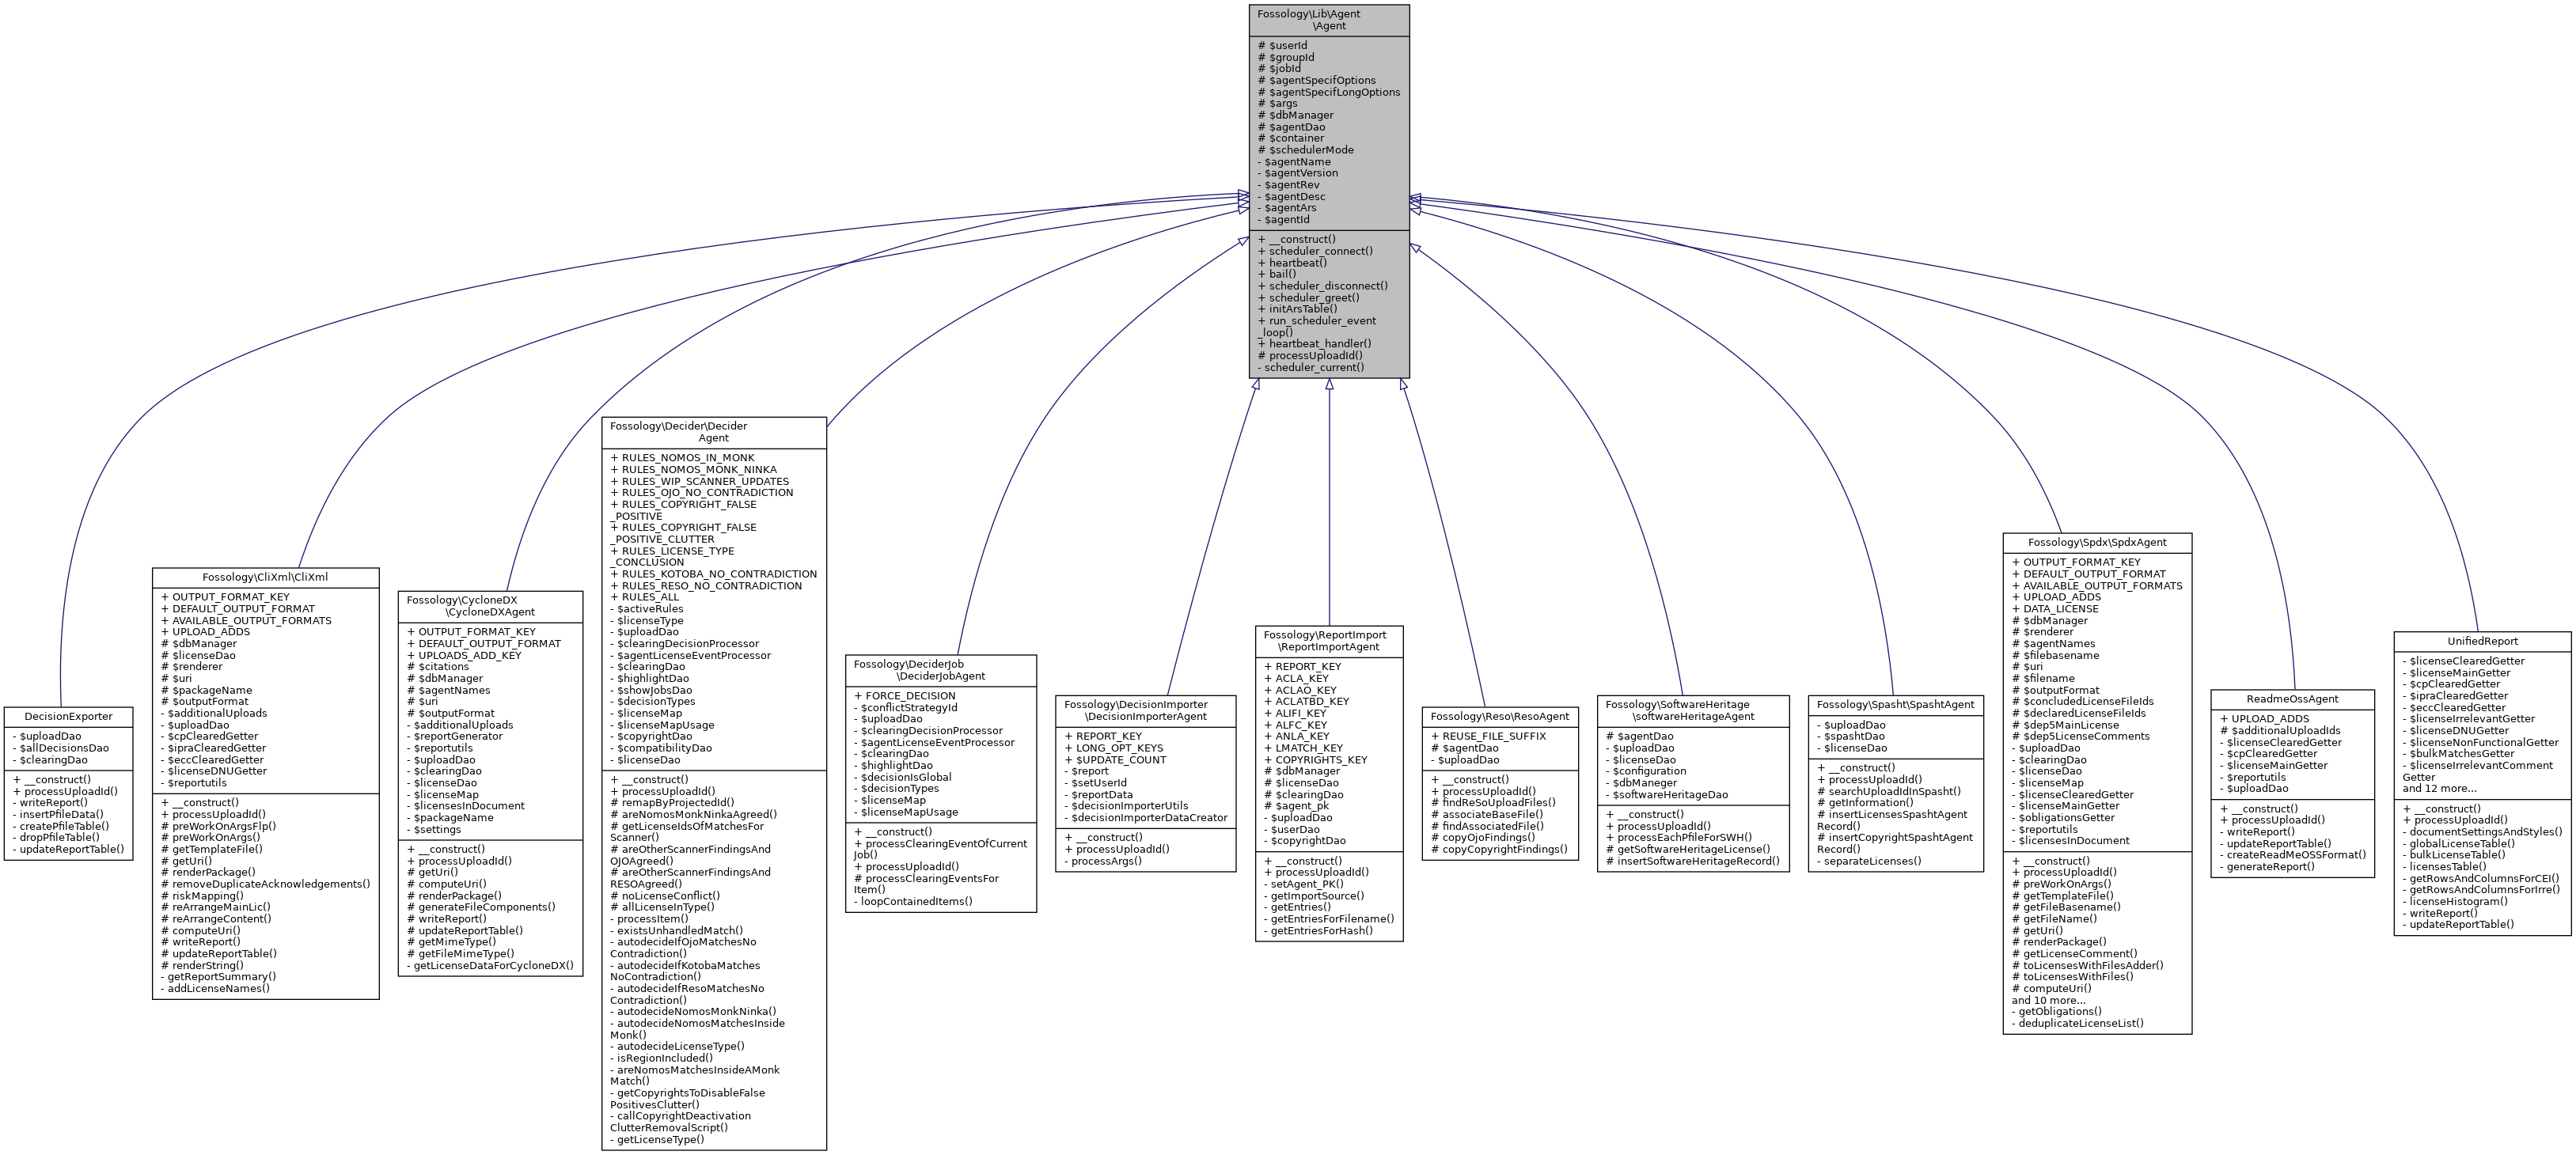 Fossology\Lib\Agent
\Agent
# $userId
# $groupId
# $jobId
# $agentSpecifOptions
# $agentSpecifLongOptions
# $args
# $dbManager
# $agentDao
# $container
# $schedulerMode
- $agentName
- $agentVersion
- $agentRev
- $agentDesc
- $agentArs
- $agentId
+ __construct()
+ scheduler_connect()
+ heartbeat()
+ bail()
+ scheduler_disconnect()
+ scheduler_greet()
+ initArsTable()
+ run_scheduler_event
_loop()
+ heartbeat_handler()
# processUploadId()
- scheduler_current()
DecisionExporter
- $uploadDao
- $allDecisionsDao
- $clearingDao
+ __construct()
+ processUploadId()
- writeReport()
- insertPfileData()
- createPfileTable()
- dropPfileTable()
- updateReportTable()
Fossology\CliXml\CliXml
+ OUTPUT_FORMAT_KEY
+ DEFAULT_OUTPUT_FORMAT
+ AVAILABLE_OUTPUT_FORMATS
+ UPLOAD_ADDS
# $dbManager
# $licenseDao
# $renderer
# $uri
# $packageName
# $outputFormat
- $additionalUploads
- $uploadDao
- $cpClearedGetter
- $ipraClearedGetter
- $eccClearedGetter
- $licenseDNUGetter
- $reportutils
+ __construct()
+ processUploadId()
# preWorkOnArgsFlp()
# preWorkOnArgs()
# getTemplateFile()
# getUri()
# renderPackage()
# removeDuplicateAcknowledgements()
# riskMapping()
# reArrangeMainLic()
# reArrangeContent()
# computeUri()
# writeReport()
# updateReportTable()
# renderString()
- getReportSummary()
- addLicenseNames()
Fossology\CycloneDX
\CycloneDXAgent
+ OUTPUT_FORMAT_KEY
+ DEFAULT_OUTPUT_FORMAT
+ UPLOADS_ADD_KEY
# $citations
# $dbManager
# $agentNames
# $uri
# $outputFormat
- $additionalUploads
- $reportGenerator
- $reportutils
- $uploadDao
- $clearingDao
- $licenseDao
- $licenseMap
- $licensesInDocument
- $packageName
- $settings
+ __construct()
+ processUploadId()
# getUri()
# computeUri()
# renderPackage()
# generateFileComponents()
# writeReport()
# updateReportTable()
# getMimeType()
# getFileMimeType()
- getLicenseDataForCycloneDX()
Fossology\Decider\Decider
Agent
+ RULES_NOMOS_IN_MONK
+ RULES_NOMOS_MONK_NINKA
+ RULES_WIP_SCANNER_UPDATES
+ RULES_OJO_NO_CONTRADICTION
+ RULES_COPYRIGHT_FALSE
_POSITIVE
+ RULES_COPYRIGHT_FALSE
_POSITIVE_CLUTTER
+ RULES_LICENSE_TYPE
_CONCLUSION
+ RULES_KOTOBA_NO_CONTRADICTION
+ RULES_RESO_NO_CONTRADICTION
+ RULES_ALL
- $activeRules
- $licenseType
- $uploadDao
- $clearingDecisionProcessor
- $agentLicenseEventProcessor
- $clearingDao
- $highlightDao
- $showJobsDao
- $decisionTypes
- $licenseMap
- $licenseMapUsage
- $copyrightDao
- $compatibilityDao
- $licenseDao
+ __construct()
+ processUploadId()
# remapByProjectedId()
# areNomosMonkNinkaAgreed()
# getLicenseIdsOfMatchesFor
Scanner()
# areOtherScannerFindingsAnd
OJOAgreed()
# areOtherScannerFindingsAnd
RESOAgreed()
# noLicenseConflict()
# allLicenseInType()
- processItem()
- existsUnhandledMatch()
- autodecideIfOjoMatchesNo
Contradiction()
- autodecideIfKotobaMatches
NoContradiction()
- autodecideIfResoMatchesNo
Contradiction()
- autodecideNomosMonkNinka()
- autodecideNomosMatchesInside
Monk()
- autodecideLicenseType()
- isRegionIncluded()
- areNomosMatchesInsideAMonk
Match()
- getCopyrightsToDisableFalse
PositivesClutter()
- callCopyrightDeactivation
ClutterRemovalScript()
- getLicenseType()
Fossology\DeciderJob
\DeciderJobAgent
+ FORCE_DECISION
- $conflictStrategyId
- $uploadDao
- $clearingDecisionProcessor
- $agentLicenseEventProcessor
- $clearingDao
- $highlightDao
- $decisionIsGlobal
- $decisionTypes
- $licenseMap
- $licenseMapUsage
+ __construct()
+ processClearingEventOfCurrent
Job()
+ processUploadId()
# processClearingEventsFor
Item()
- loopContainedItems()
Fossology\DecisionImporter
\DecisionImporterAgent
+ REPORT_KEY
+ LONG_OPT_KEYS
+ $UPDATE_COUNT
- $report
- $setUserId
- $reportData
- $decisionImporterUtils
- $decisionImporterDataCreator
+ __construct()
+ processUploadId()
- processArgs()
Fossology\ReportImport
\ReportImportAgent
+ REPORT_KEY
+ ACLA_KEY
+ ACLAO_KEY
+ ACLATBD_KEY
+ ALIFI_KEY
+ ALFC_KEY
+ ANLA_KEY
+ LMATCH_KEY
+ COPYRIGHTS_KEY
# $dbManager
# $licenseDao
# $clearingDao
# $agent_pk
- $uploadDao
- $userDao
- $copyrightDao
+ __construct()
+ processUploadId()
- setAgent_PK()
- getImportSource()
- getEntries()
- getEntriesForFilename()
- getEntriesForHash()
Fossology\Reso\ResoAgent
+ REUSE_FILE_SUFFIX
# $agentDao
- $uploadDao
+ __construct()
+ processUploadId()
# findReSoUploadFiles()
# associateBaseFile()
# findAssociatedFile()
# copyOjoFindings()
# copyCopyrightFindings()
Fossology\SoftwareHeritage
\softwareHeritageAgent
# $agentDao
- $uploadDao
- $licenseDao
- $configuration
- $dbManeger
- $softwareHeritageDao
+ __construct()
+ processUploadId()
+ processEachPfileForSWH()
# getSoftwareHeritageLicense()
# insertSoftwareHeritageRecord()
Fossology\Spasht\SpashtAgent
- $uploadDao
- $spashtDao
- $licenseDao
+ __construct()
+ processUploadId()
# searchUploadIdInSpasht()
# getInformation()
# insertLicensesSpashtAgent
Record()
# insertCopyrightSpashtAgent
Record()
- separateLicenses()
Fossology\Spdx\SpdxAgent
+ OUTPUT_FORMAT_KEY
+ DEFAULT_OUTPUT_FORMAT
+ AVAILABLE_OUTPUT_FORMATS
+ UPLOAD_ADDS
+ DATA_LICENSE
# $dbManager
# $renderer
# $agentNames
# $filebasename
# $uri
# $filename
# $outputFormat
# $concludedLicenseFileIds
# $declaredLicenseFileIds
# $dep5MainLicense
# $dep5LicenseComments
- $uploadDao
- $clearingDao
- $licenseDao
- $licenseMap
- $licenseClearedGetter
- $licenseMainGetter
- $obligationsGetter
- $reportutils
- $licensesInDocument
+ __construct()
+ processUploadId()
# preWorkOnArgs()
# getTemplateFile()
# getFileBasename()
# getFileName()
# getUri()
# renderPackage()
# getLicenseComment()
# toLicensesWithFilesAdder()
# toLicensesWithFiles()
# computeUri()
and 10 more...
- getObligations()
- deduplicateLicenseList()
ReadmeOssAgent
+ UPLOAD_ADDS
# $additionalUploadIds
- $licenseClearedGetter
- $cpClearedGetter
- $licenseMainGetter
- $reportutils
- $uploadDao
+ __construct()
+ processUploadId()
- writeReport()
- updateReportTable()
- createReadMeOSSFormat()
- generateReport()
UnifiedReport
- $licenseClearedGetter
- $licenseMainGetter
- $cpClearedGetter
- $ipraClearedGetter
- $eccClearedGetter
- $licenseIrrelevantGetter
- $licenseDNUGetter
- $licenseNonFunctionalGetter
- $bulkMatchesGetter
- $licenseIrrelevantComment
Getter
and 12 more...
+ __construct()
+ processUploadId()
- documentSettingsAndStyles()
- globalLicenseTable()
- bulkLicenseTable()
- licensesTable()
- getRowsAndColumnsForCEI()
- getRowsAndColumnsForIrre()
- licenseHistogram()
- writeReport()
- updateReportTable()